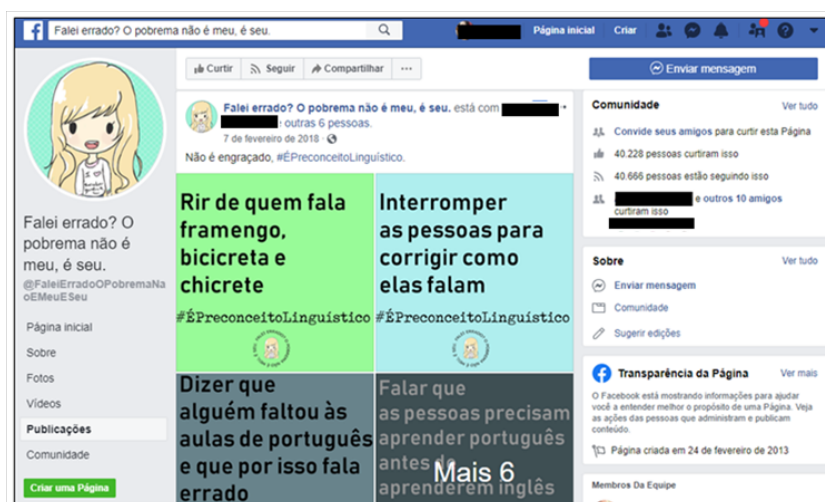 Falei errado? O pobrema não é meu, é seu.
Página inicial
Criar
Curtir
Seguir
Compartilhar
Enviar mensagem
Falei errado? O
pobrema não é
meu, é seu.
@FaleiErradoOPobremaNa
oEMeuESeu
Página inicial
Sobre
Fotos
Vídeos
Publicações
Comunidade
Criar uma Página
Falei errado? O pobrema não é meu, é seu. está com
e outras 6 pessoas.
7 de fevereiro de 2018
Não é engraçado, #ÉPreconceitoLinguístico.
Rir de quem fala
framengo,
bicicreta e
chicrete
#ÉPreconceitoLinguístico
Interromper
as pessoas para
corrigir como
elas falam
#ÉPreconceitoLinguístico
Dizer que
alguém faltou às
aulas de português
e que por isso fala
errado
Falar que
as pessoas precisam
aprender português
antes de
aprenderem inglês
Mais 6
Comunidade
Ver tudo
Convide seus amigos para curtir esta Página
40.228 pessoas curtiram isso
40.666 pessoas estão seguindo isso
e outros 10 amigos
curtiram isso
Sobre
Ver tudo
Enviar mensagem
Comunidade
Sugerir edições
Transparência da Página
Ver mais
O Facebook está mostrando informações para ajudar
você a entender melhor o propósito de uma Página. Veja
as ações das pessoas que administram e publicam
conteúdo.
Página criada em 24 de fevereiro de 2013
Membros Da Equipe